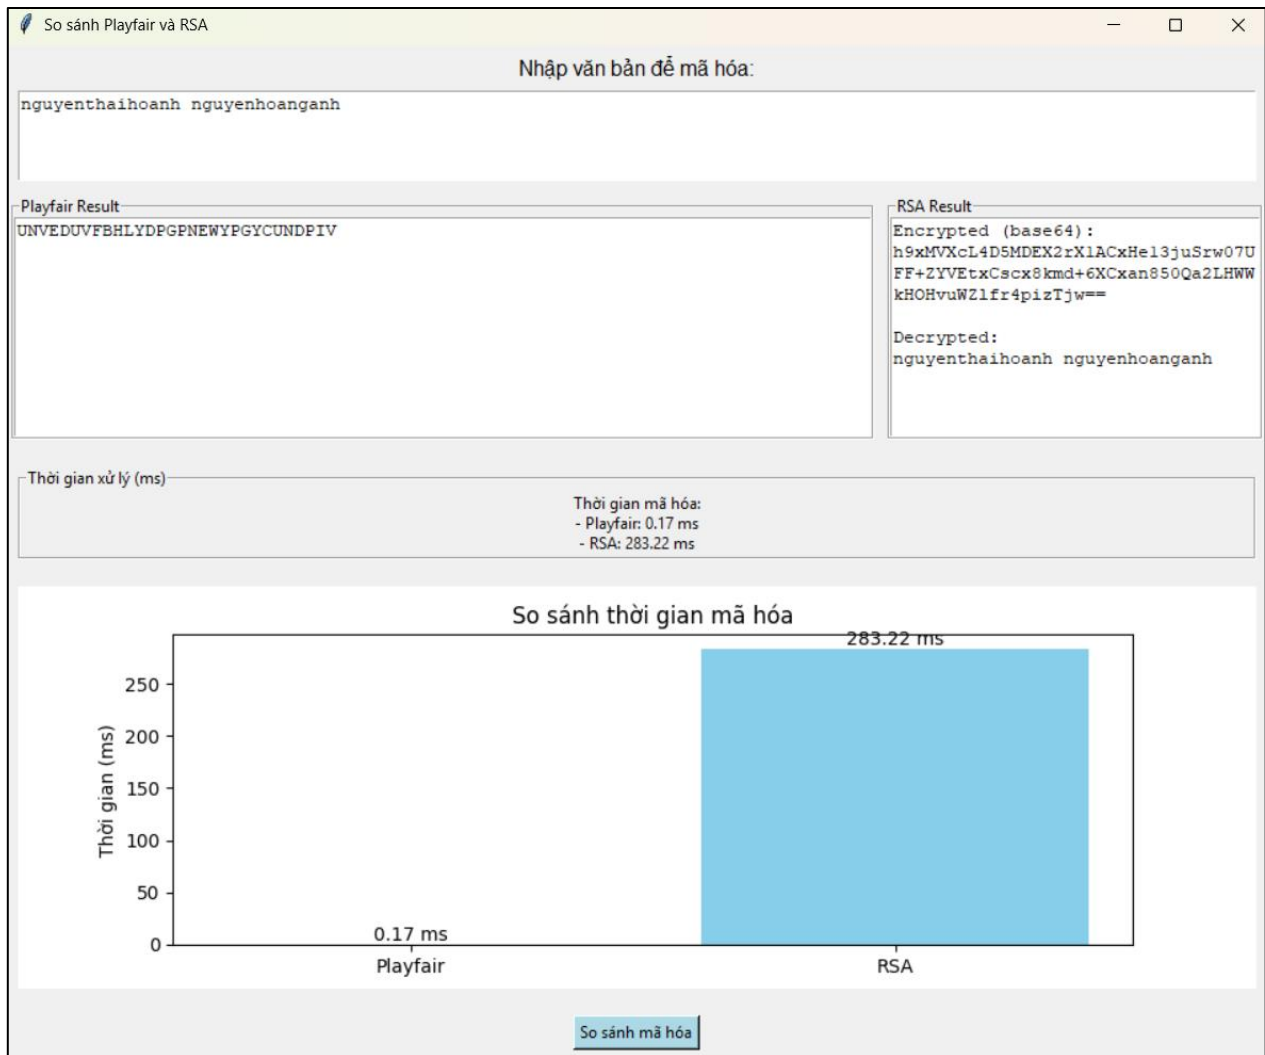 So sánh Playfair và RSA
Nhập văn bản để mã hóa:
nguyenthaihoanh nguyenhoanganh
Playfair Result
UNVEDUVFBHLYDPGPNEWYPGYCUNDPIV
RSA Result
Encrypted (base64):
h9xMVXcL4D5MDEX2rX1ACxHe13juSrw07U
FF+ZYVEtxCscx8kmd+6XCxan850Qa2LHWW
kHOHvuWZ1fr4pizTjw==
Decrypted:
nguyenthaihoanh nguyenhoanganh
Thời gian xử lý (ms)
Thời gian mã hóa:
- Playfair: 0.17 ms
- RSA: 283.22 ms
So sánh thời gian mã hóa
283.22 ms
250
200
150
100
50
0
Thời gian (ms)
0.17 ms
Playfair
RSA
So sánh mã hóa